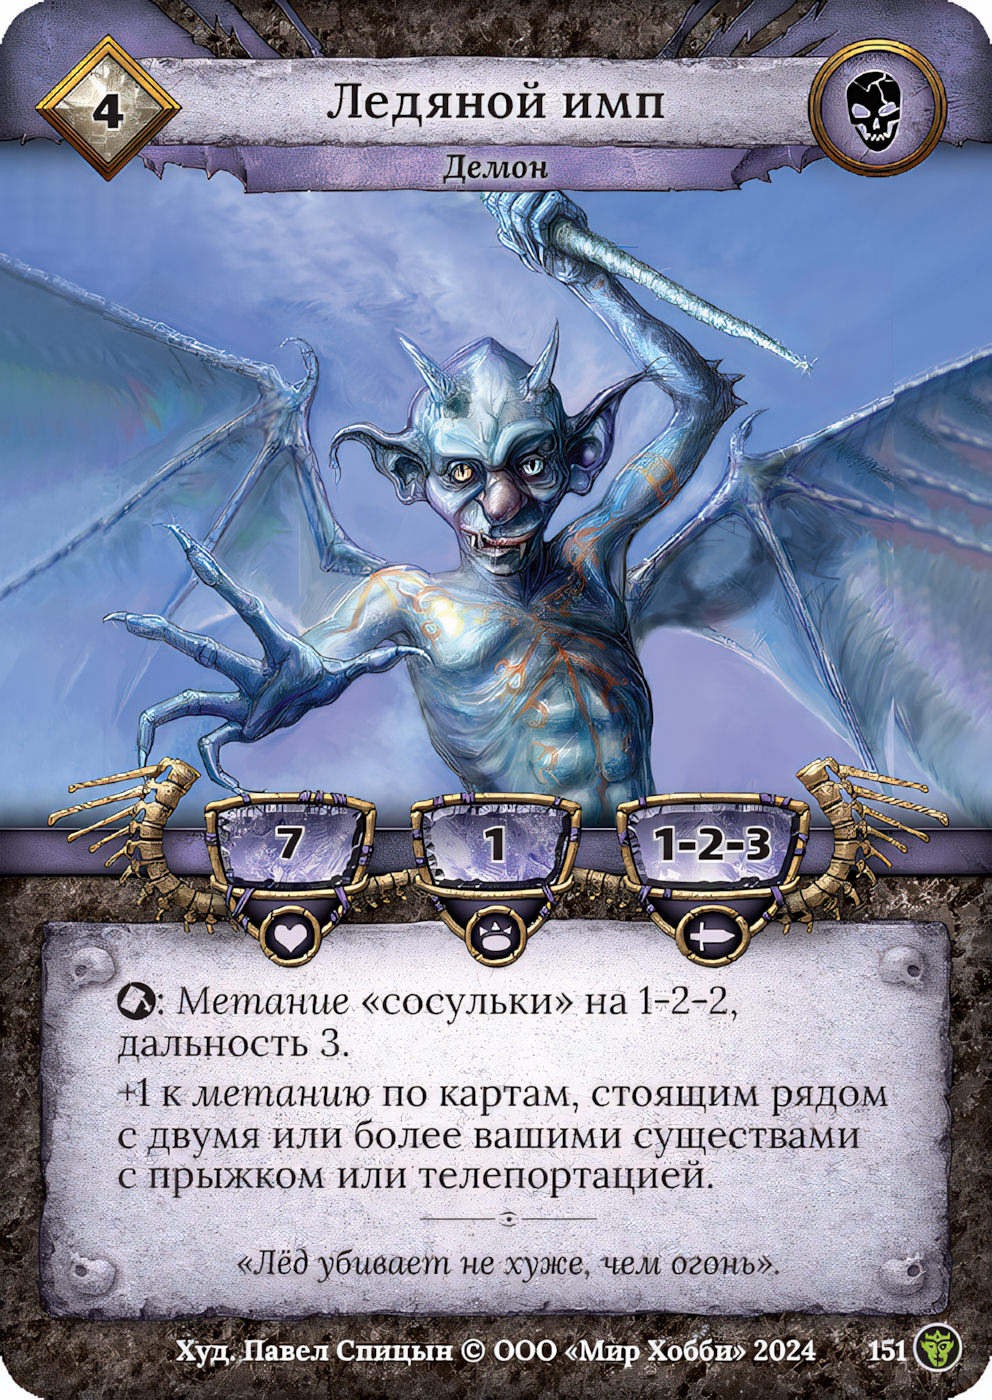 4
Ледяной имп
Демон
7
1
1-2-3
: Метание «сосульки» на 1-2-2,
дальность 3.
+1 к метанию по картам, стоящим рядом
с двумя или более вашими существами
с прыжком или телепортацией.
«Лёд убивает не хуже, чем огонь».
Худ. Павел Спицын © ООО «Мир Хобби» 2024
151